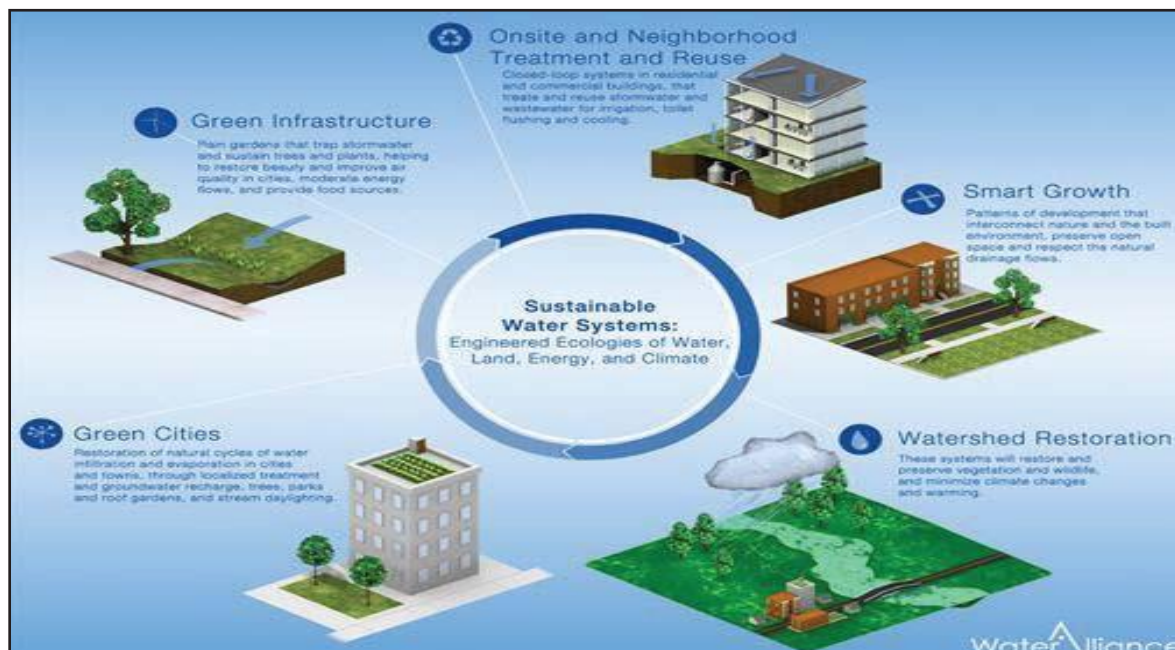 Onsite and Neighborhood
Treatment and Reuse
Closed-loop systems in residential
and commercial buildings, that
treate and reuse stormwater and
wastewater for irrigation, toilet
flushing and cooling.
Green Infrastructure
Rain gardens that trap stormwater
and sustain trees and plants, helping
to restore beauty and improve air
quality in cities, moderate energy
flows, and provide food sources.
Smart Growth
Patterns of development that
interconnect nature and the built
environment, preserve open
space and respect the natural
drainage flows.
Sustainable
Water Systems:
Engineered Ecologies of Water,
Land, Energy, and Climate
Green Cities
Restoration of natural cycles of water
infiltration and evaporation in cities
and towns, through localized treatment
and groundwater recharge, trees, parks
and roof gardens, and stream daylighting.
Watershed Restoration
These systems will restore and
preserve vegetation and wildlife,
and minimize climate changes
and warming.
Water Alliance